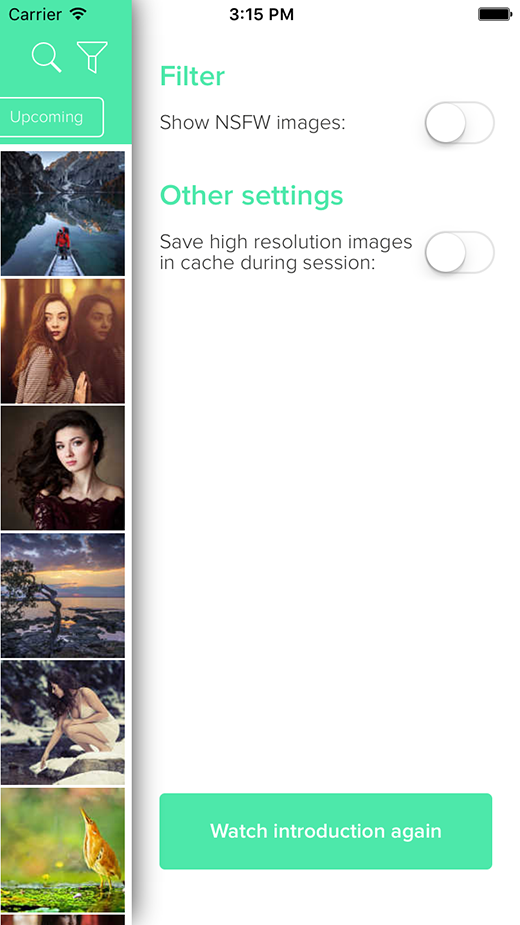 Carrier
3:15 PM
Upcoming
Filter
Show NSFW images:
Other settings
Save high resolution images
in cache during session:
Watch introduction again